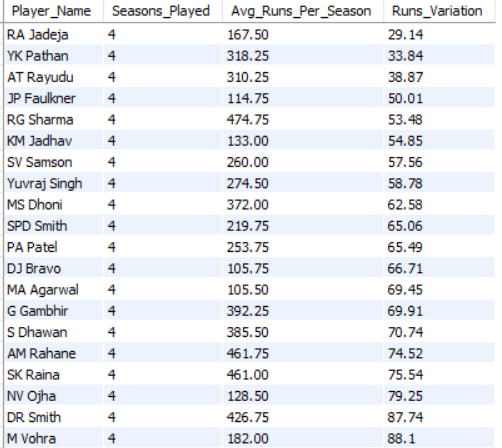 Player_Name Seasons_Played Avg_Runs_Per_Season Runs_Variation
RA Jadeja 4 167.50 29.14
YK Pathan 4 318.25 33.84
AT Rayudu 4 310.25 38.87
JP Faulkner 4 114.75 50.01
RG Sharma 4 474.75 53.48
KM Jadhav 4 133.00 54.85
SV Samson 4 260.00 57.56
Yuvraj Singh 4 274.50 58.78
MS Dhoni 4 372.00 62.58
SPD Smith 4 219.75 65.06
PA Patel 4 253.75 65.49
DJ Bravo 4 105.75 66.71
MA Agarwal 4 105.50 69.45
G Gambhir 4 392.25 69.91
S Dhawan 4 385.50 70.74
AM Rahane 4 461.75 74.52
SK Raina 4 461.00 75.54
NV Ojha 4 128.50 79.25
DR Smith 4 426.75 87.74
M Vohra 4 182.00 88.1